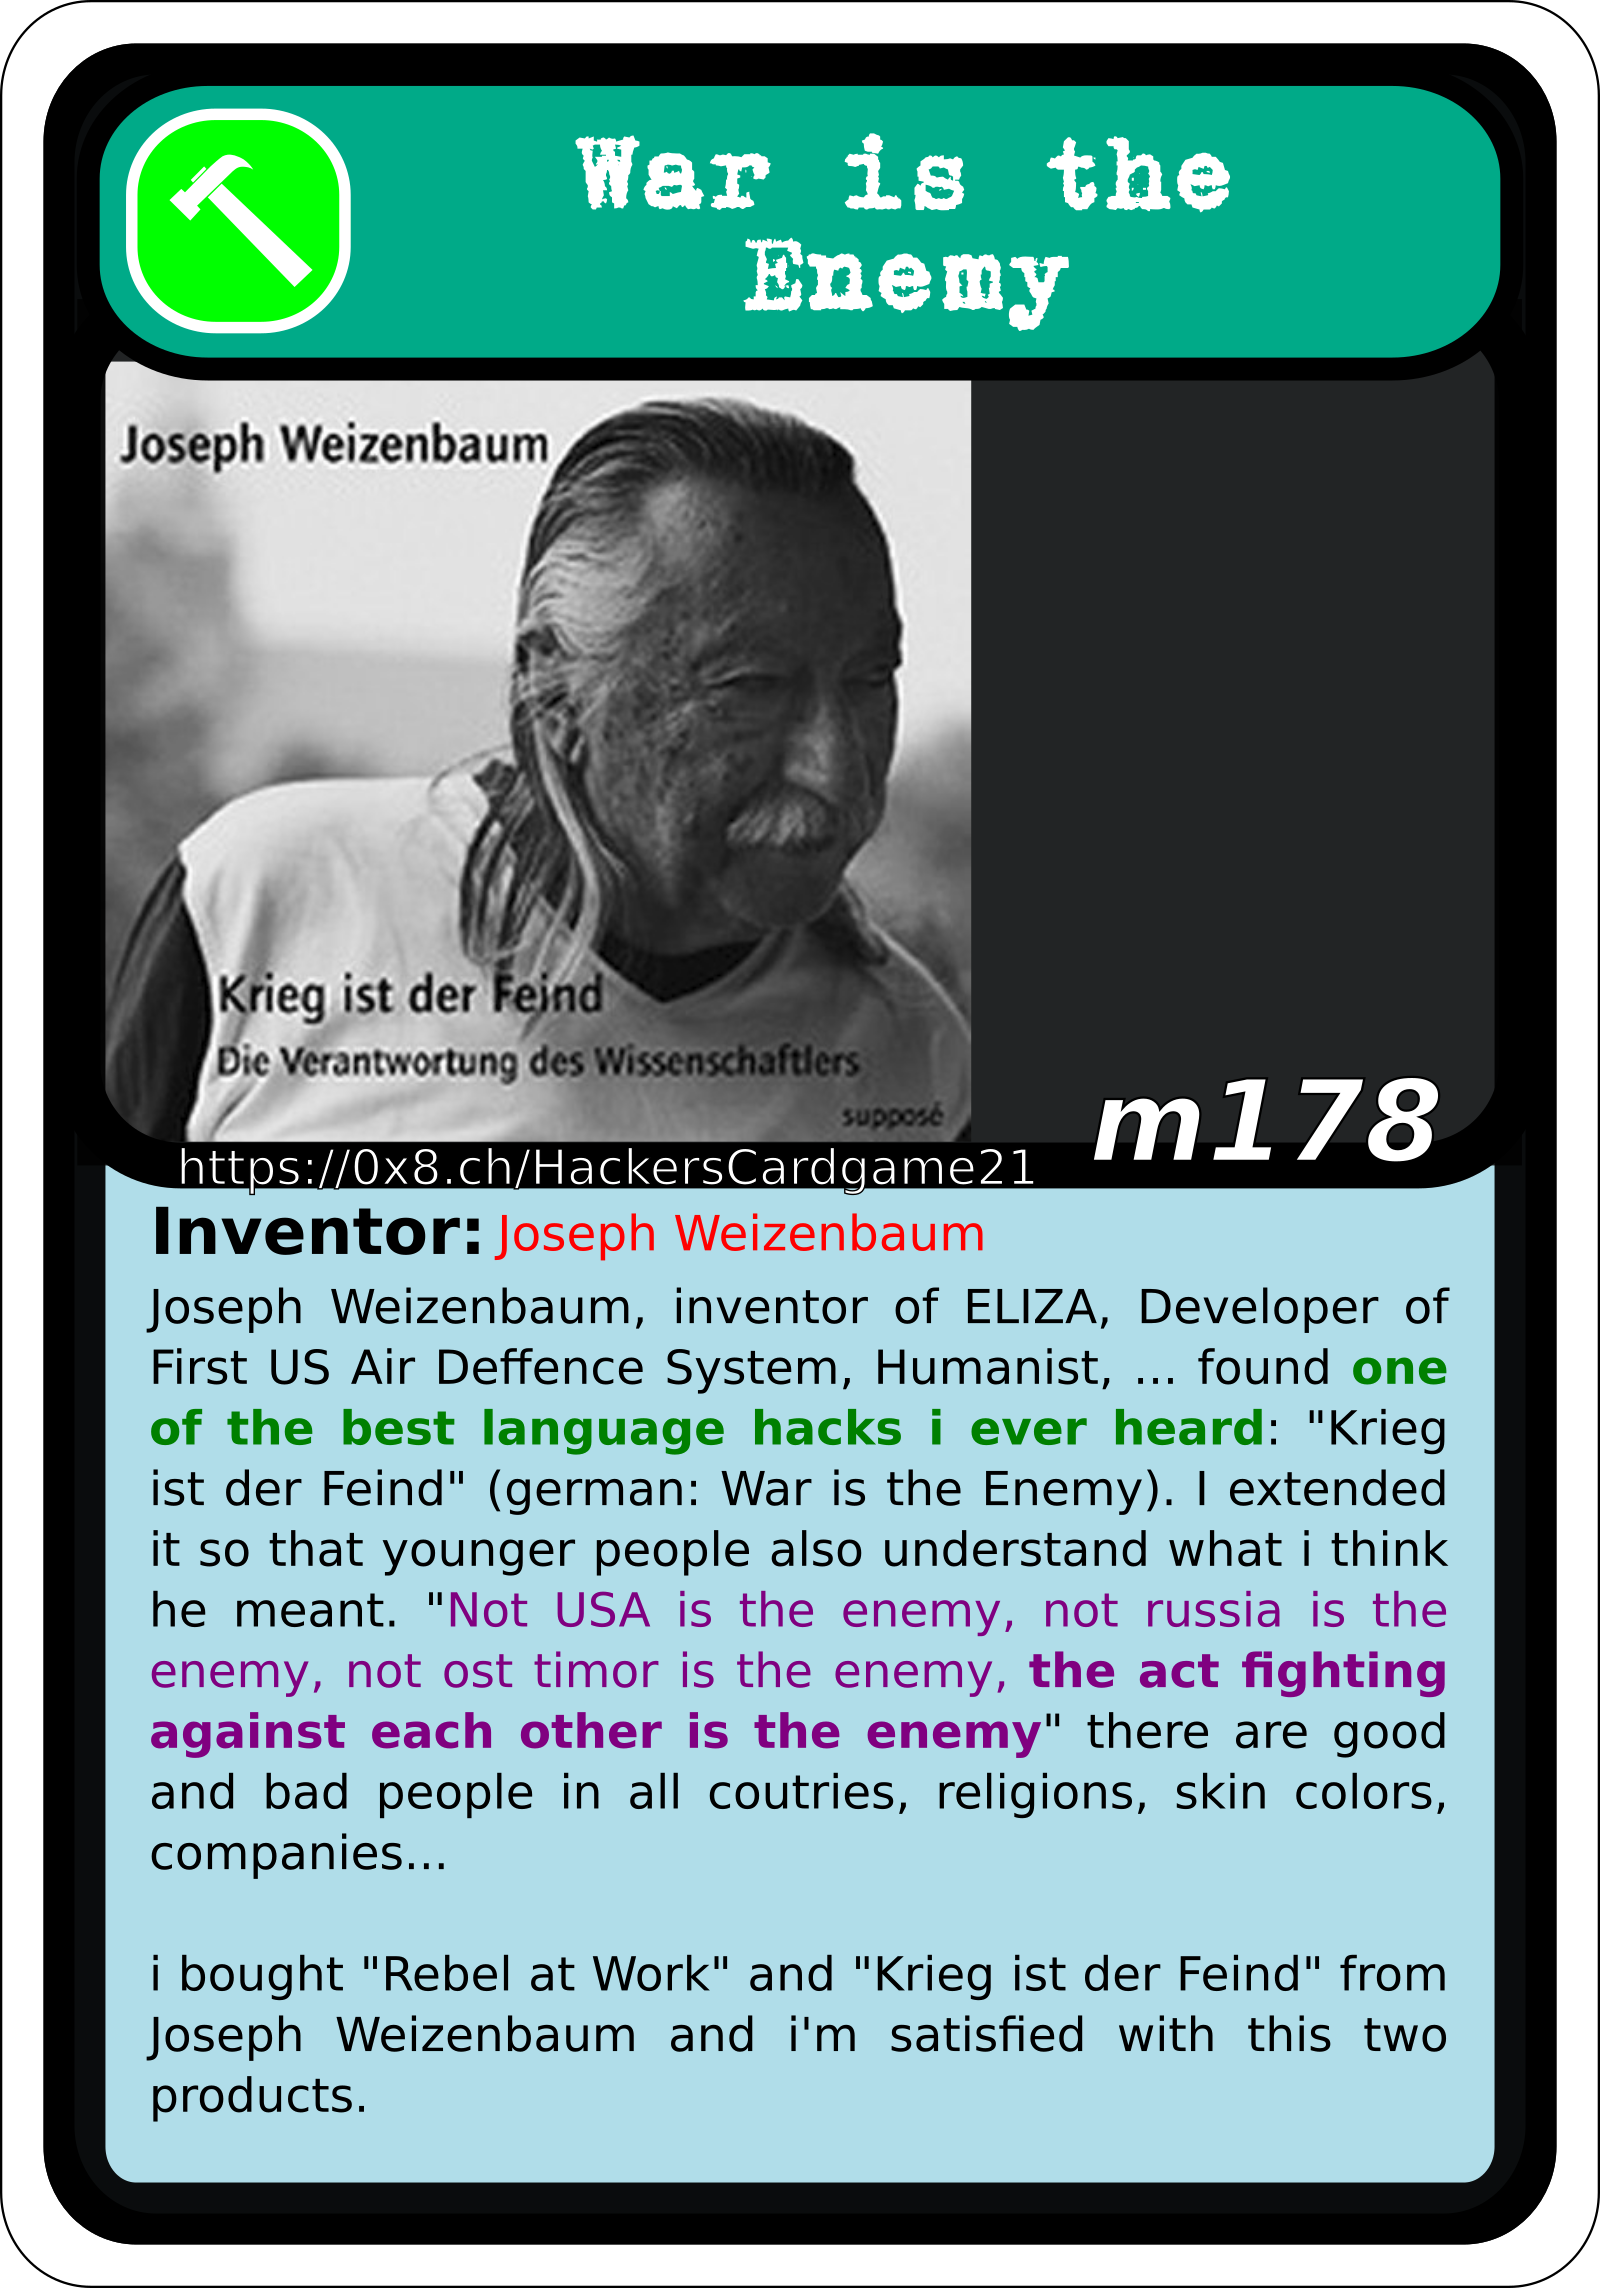 War is the
Enemy
Joseph Weizenbaum
Krieg ist der Feind
Die Verantwortung des Wissenschaftlers
supposé
m178
https://0x8.ch/HackersCardgame21
Inventor: Joseph Weizenbaum
Joseph Weizenbaum, inventor of ELIZA, Developer of
First US Air Deffence System, Humanist, ... found one
of the best language hacks i ever heard: "Krieg
ist der Feind" (german: War is the Enemy). I extended
it so that younger people also understand what i think
he meant. "Not USA is the enemy, not russia is the
enemy, not ost timor is the enemy, the act fighting
against each other is the enemy" there are good
and bad people in all coutries, religions, skin colors,
companies...
i bought "Rebel at Work" and "Krieg ist der Feind" from
Joseph Weizenbaum and i'm satisfied with this two
products.